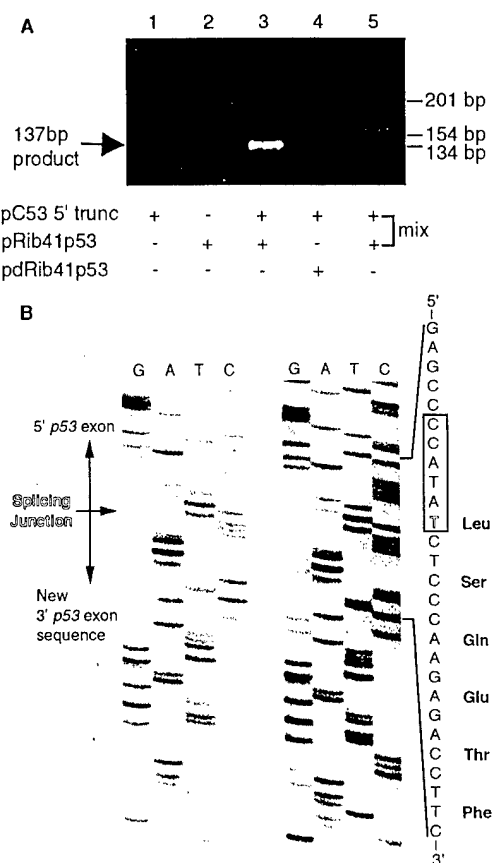 A
1 2 3 4 5
137bp
product
201 bp
154 bp
134 bp
pC53 5' trunc + - + + +
pRib41p53 - + + - +
mix
pdRib41p53 - - - + -
B
G A T C
G A T C
5' p53 exon
Splicing
Junction
New
3' p53 exon
sequence
5'
G
A
G
C
C
C
C
A
T
A
T
C
T
C
C
C
A
A
G
A
G
A
C
C
T
T
C
3'
Leu
Ser
Gln
Glu
Thr
Phe